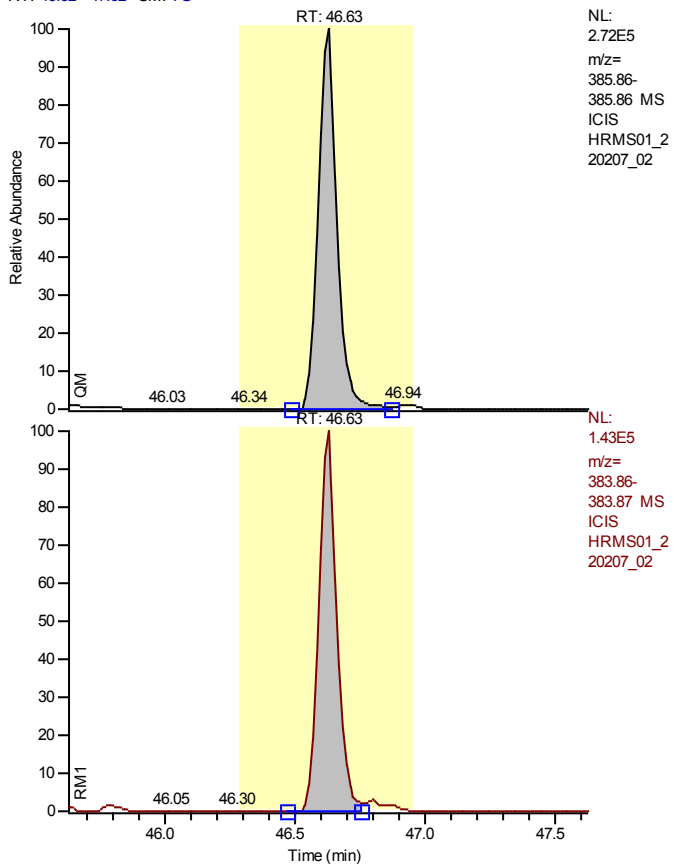 RT: 46.63
NL:
2.72E5
m/z=
385.86-
385.86 MS
ICIS
HRMS01_2
20207_02
100
90
80
70
60
50
40
30
20
10
0
Relative Abundance
QM
46.03
46.34
46.94
RT: 46.63
NL:
1.43E5
m/z=
383.86-
383.87 MS
ICIS
HRMS01_2
20207_02
100
90
80
70
60
50
40
30
20
10
0
RM1
46.05
46.30
46.0
46.5
47.0
47.5
Time (min)